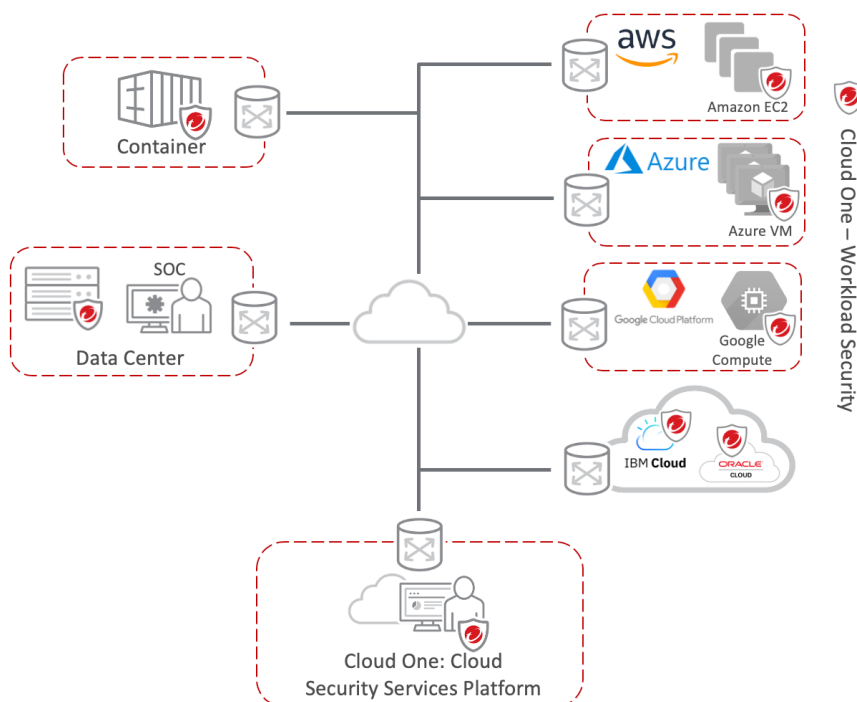 aws
Amazon EC2
Container
Azure
Azure VM
SOC
Data Center
Google Cloud Platform
Google
Compute
IBM Cloud
ORACLE
CLOUD
Cloud One: Cloud
Security Services Platform
Cloud One – Workload Security